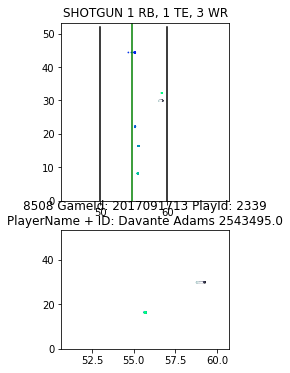 SHOTGUN 1 RB, 1 TE, 3 WR
50
40
30
20
10
0
50 60
8508 GameId: 2017091713 PlayId: 2339
PlayerName + ID: Davante Adams 2543495.0
40
20
0
52.5 55.0 57.5 60.0